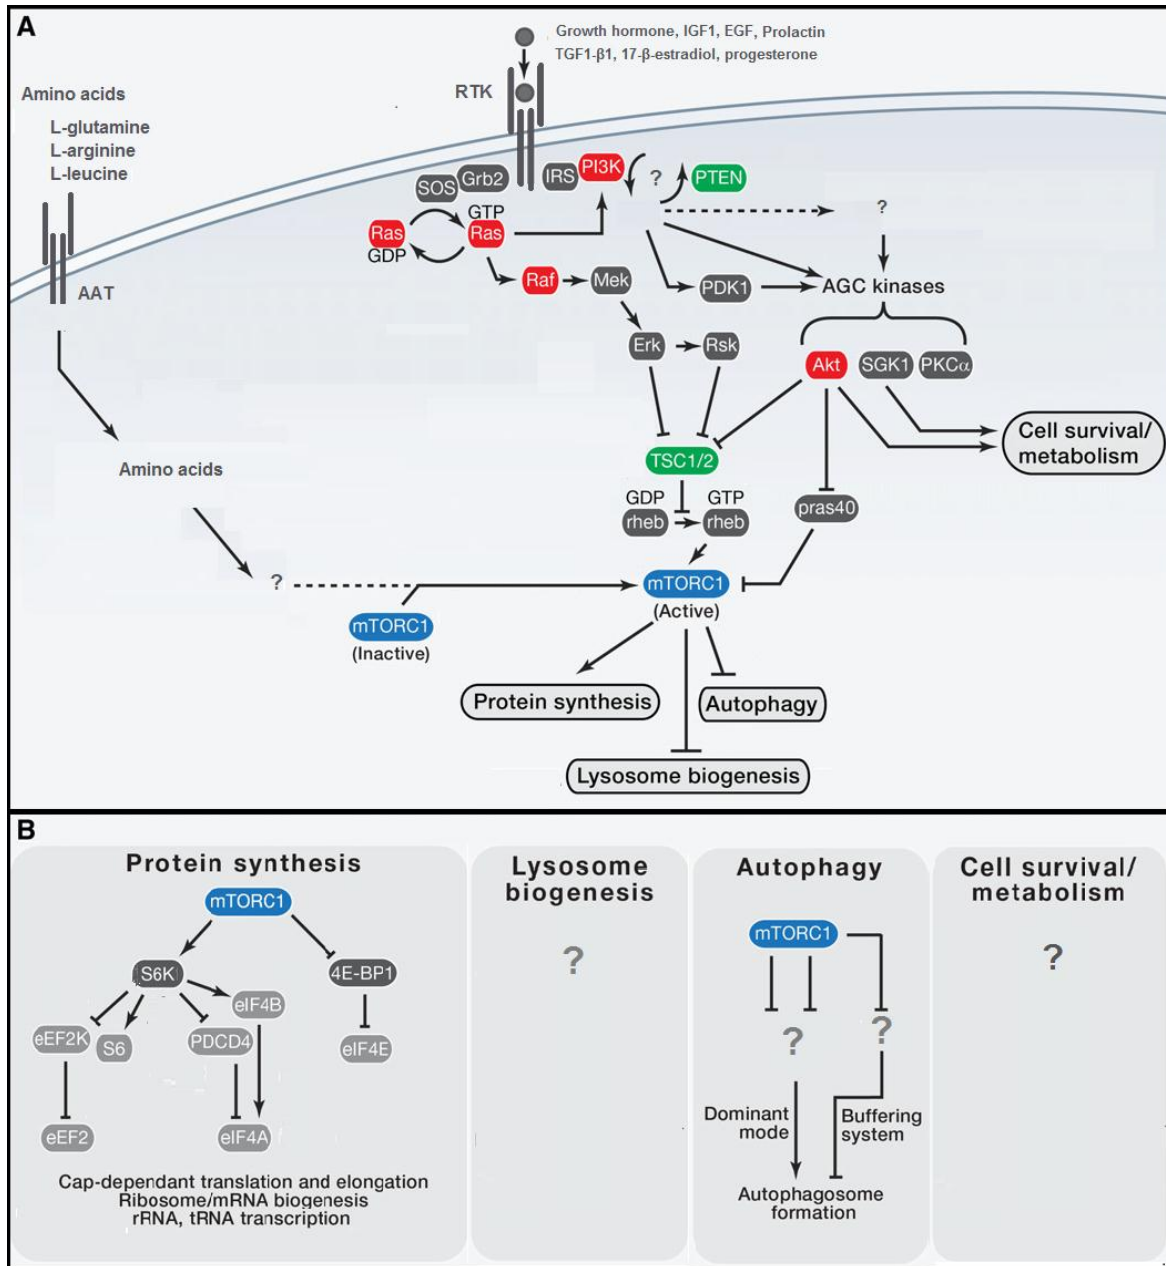 A
Growth hormone, IGF1, EGF, Prolactin
TGF1-β1, 17-β-estradiol, progesterone
RTK
Amino acids
L-glutamine
L-arginine
L-leucine
AAT
SOS
Grb2
IRS
PI3K
?
PTEN
Ras
GDP
GTP
Ras
?
Raf
Mek
PDK1
AGC kinases
Erk
Rsk
Akt
SGK1
PKCα
Cell survival/
metabolism
Amino acids
TSC1/2
GDP
rheb
GTP
rheb
pras40
?
mTORC1
(Inactive)
mTORC1
(Active)
Protein synthesis
Autophagy
Lysosome biogenesis
B
Protein synthesis
mTORC1
S6K
4E-BP1
eEF2K
S6
PDCD4
eIF4B
eIF4E
eEF2
eIF4A
Cap-dependant translation and elongation
Ribosome/mRNA biogenesis
rRNA, tRNA transcription
Lysosome
biogenesis
?
Autophagy
mTORC1
?
?
Dominant
mode
Buffering
system
Autophagosome
formation
Cell survival/
metabolism
?